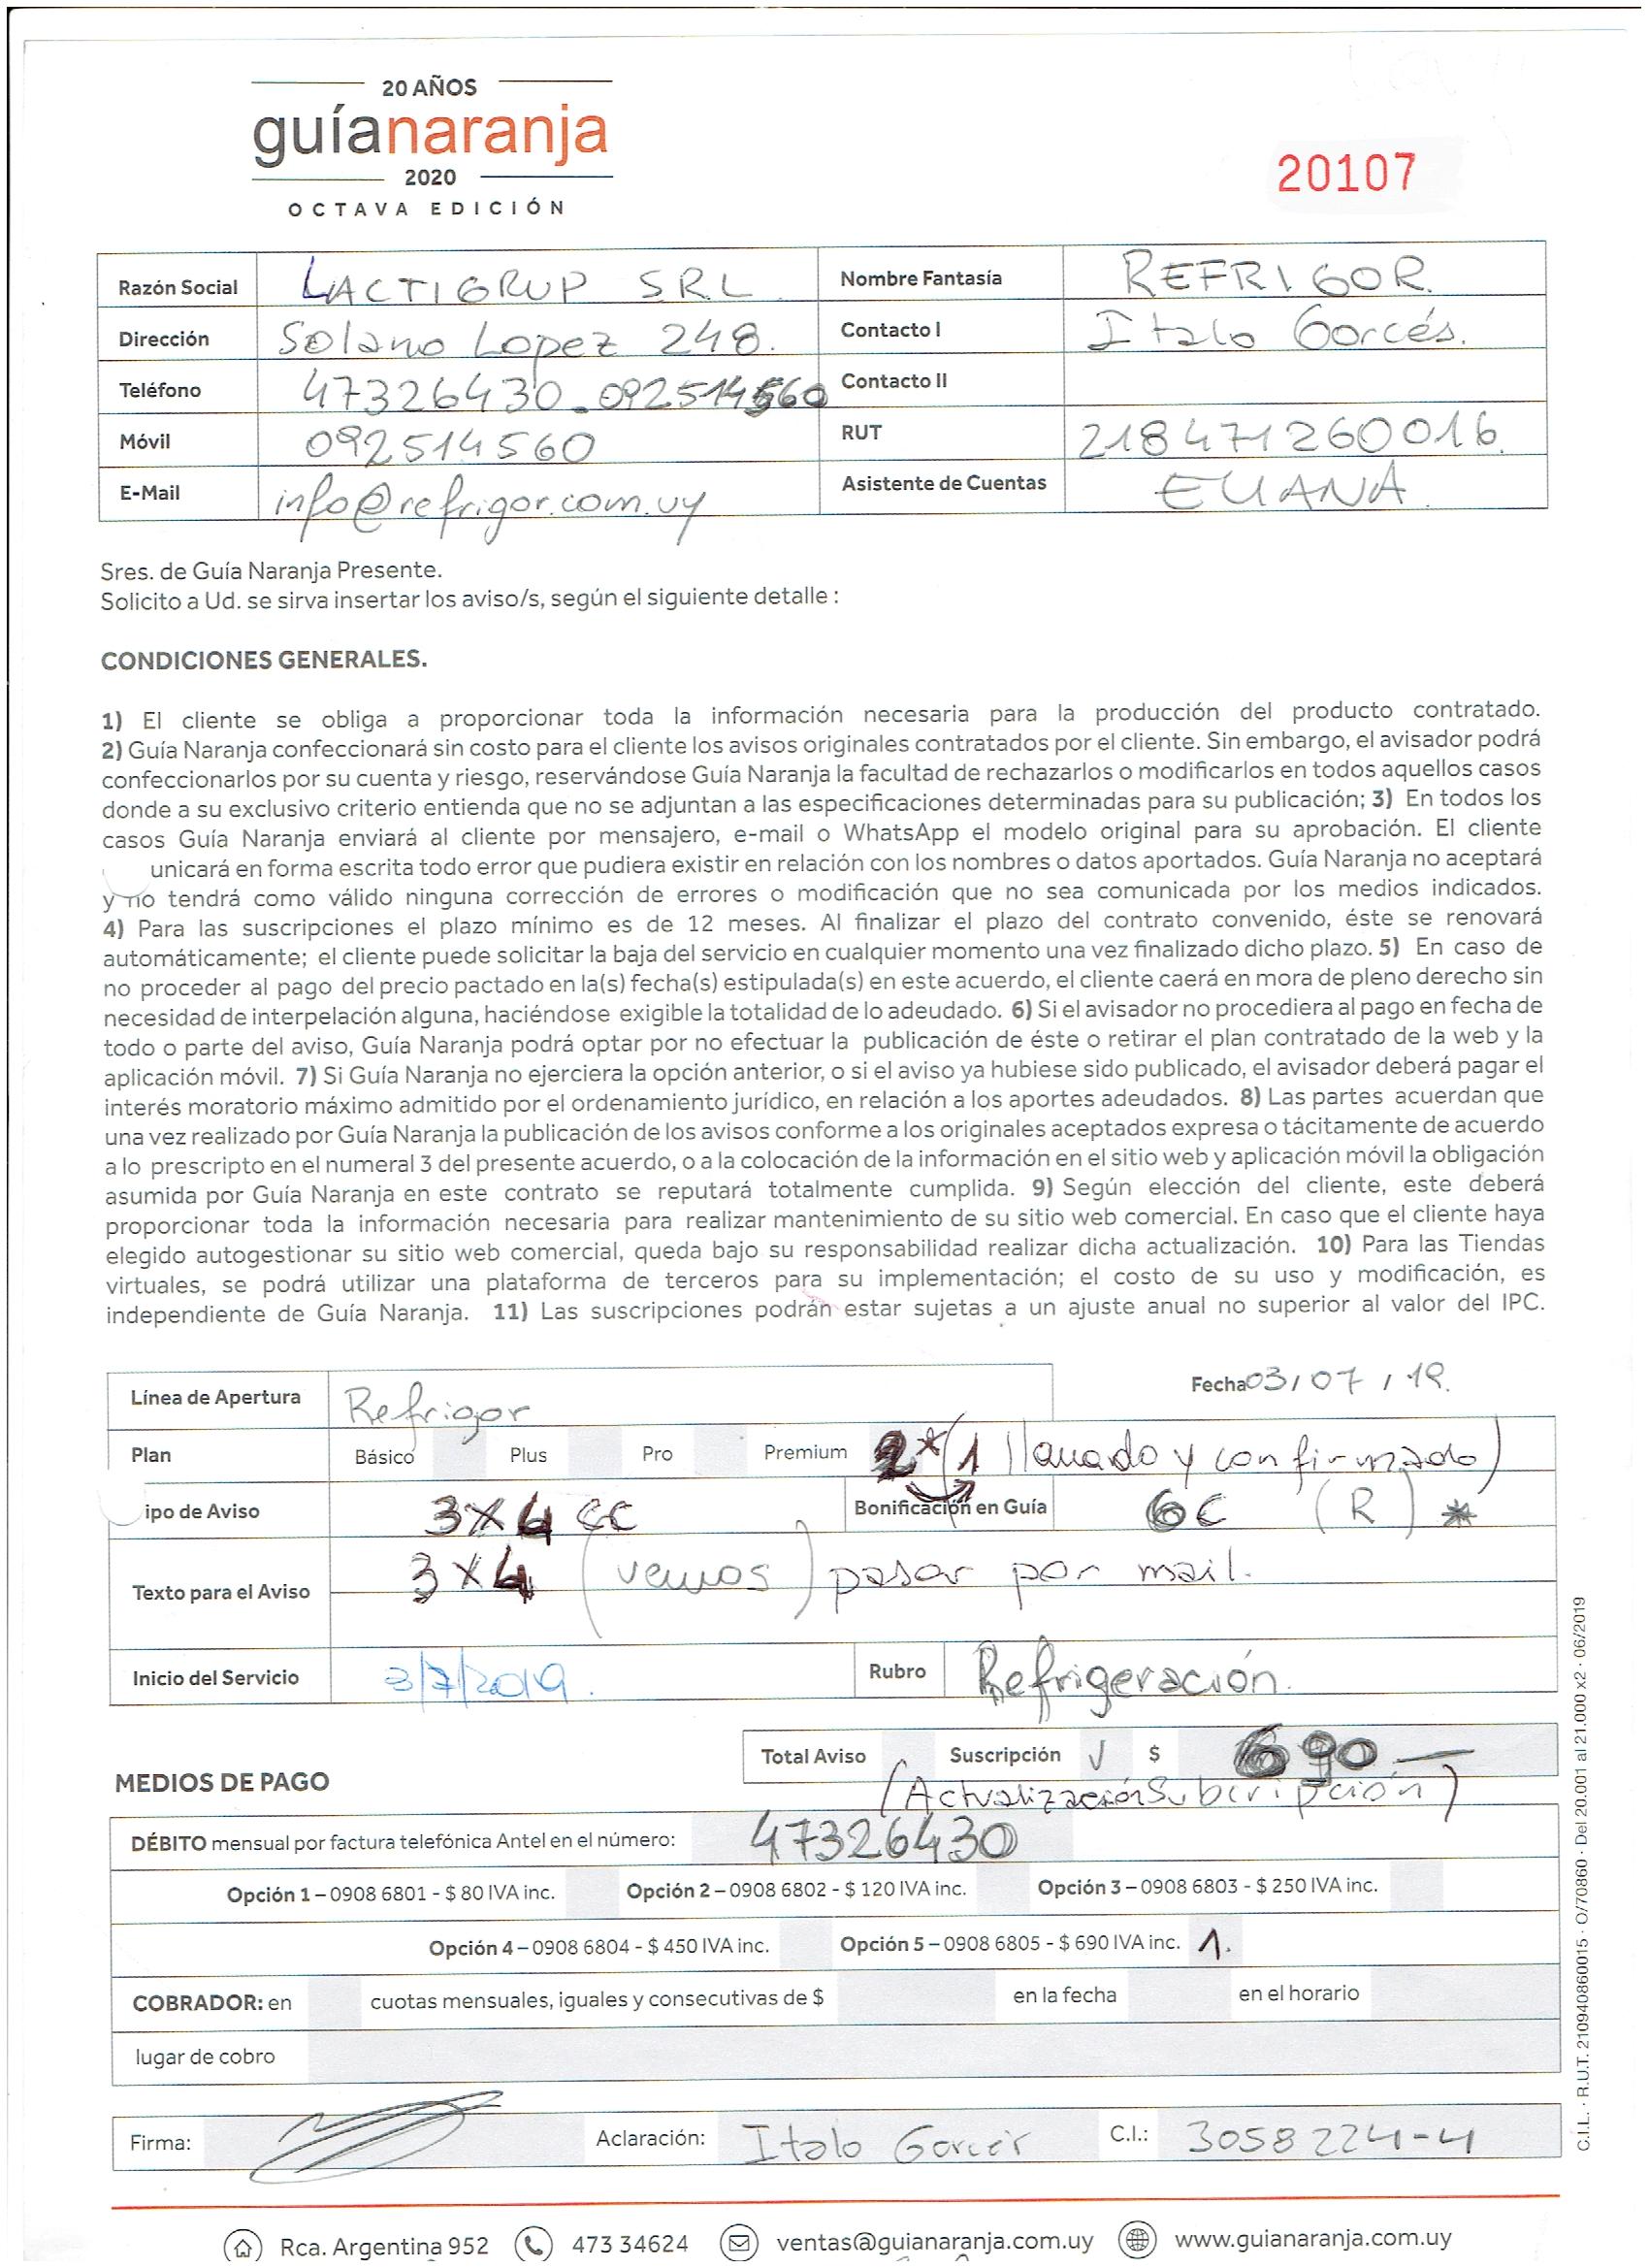 20 AÑOS
guíanaranja
2020
OCTAVA EDICIÓN
20107
Razón Social LACTIGRUP SRL Nombre Fantasía REFRIGOR.
Dirección Solano Lopez 248. Contacto I Italo Gorcés.
Teléfono 47326430 - 092514560 Contacto II
Móvil 092514560 RUT 218471260016.
E-Mail info@refrigor.com.uy Asistente de Cuentas ELIANA.
Sres. de Guía Naranja Presente.
Solicito a Ud. se sirva insertar los aviso/s, según el siguiente detalle :
CONDICIONES GENERALES.
1) El cliente se obliga a proporcionar toda la información necesaria para la producción del producto contratado.
2) Guía Naranja confeccionará sin costo para el cliente los avisos originales contratados por el cliente. Sin embargo, el avisador podrá
confeccionarlos por su cuenta y riesgo, reservándose Guía Naranja la facultad de rechazarlos o modificarlos en todos aquellos casos
donde a su exclusivo criterio entienda que no se adjuntan a las especificaciones determinadas para su publicación; 3) En todos los
casos Guía Naranja enviará al cliente por mensajero, e-mail o WhatsApp el modelo original para su aprobación. El cliente
unicará en forma escrita todo error que pudiera existir en relación con los nombres o datos aportados. Guía Naranja no aceptará
y no tendrá como válido ninguna corrección de errores o modificación que no sea comunicada por los medios indicados.
4) Para las suscripciones el plazo mínimo es de 12 meses. Al finalizar el plazo del contrato convenido, éste se renovará
automáticamente; el cliente puede solicitar la baja del servicio en cualquier momento una vez finalizado dicho plazo. 5) En caso de
no proceder al pago del precio pactado en la(s) fecha(s) estipulada(s) en este acuerdo, el cliente caerá en mora de pleno derecho sin
necesidad de interpelación alguna, haciéndose exigible la totalidad de lo adeudado. 6) Si el avisador no procediera al pago en fecha de
todo o parte del aviso, Guía Naranja podrá optar por no efectuar la publicación de éste o retirar el plan contratado de la web y la
aplicación móvil. 7) Si Guía Naranja no ejerciera la opción anterior, o si el aviso ya hubiese sido publicado, el avisador deberá pagar el
interés moratorio máximo admitido por el ordenamiento jurídico, en relación a los aportes adeudados. 8) Las partes acuerdan que
una vez realizado por Guía Naranja la publicación de los avisos conforme a los originales aceptados expresa o tácitamente de acuerdo
a lo prescripto en el numeral 3 del presente acuerdo, o a la colocación de la información en el sitio web y aplicación móvil la obligación
asumida por Guía Naranja en este contrato se reputará totalmente cumplida. 9) Según elección del cliente, este deberá
proporcionar toda la información necesaria para realizar mantenimiento de su sitio web comercial. En caso que el cliente haya
elegido autogestionar su sitio web comercial, queda bajo su responsabilidad realizar dicha actualización. 10) Para las Tiendas
virtuales, se podrá utilizar una plataforma de terceros para su implementación; el costo de su uso y modificación, es
independiente de Guía Naranja. 11) Las suscripciones podrán estar sujetas a un ajuste anual no superior al valor del IPC.
Línea de Apertura Refrigor Fecha 03 / 07 / 19.
Plan Básico Plus Pro Premium 2* (1 llamado y confirmado)
ipo de Aviso 3x4 cc Bonificación en Guía 6c (R) *
Texto para el Aviso 3x4 (vemos) pasar por mail.
Inicio del Servicio 3/7/2019. Rubro Refrigeración.
Total Aviso Suscripción √ $ 690 —
MEDIOS DE PAGO (Actualización Subcripción)
DÉBITO mensual por factura telefónica Antel en el número: 47326430
Opción 1 – 0908 6801 - $ 80 IVA inc. Opción 2 – 0908 6802 - $ 120 IVA inc. Opción 3 – 0908 6803 - $ 250 IVA inc.
Opción 4 – 0908 6804 - $ 450 IVA inc. Opción 5 – 0908 6805 - $ 690 IVA inc. 1.
COBRADOR: en cuotas mensuales, iguales y consecutivas de $ en la fecha en el horario
lugar de cobro
Firma: Aclaración: Italo Gorcés C.I.: 3058224-4
Rca. Argentina 952 473 34624 ventas@guianaranja.com.uy www.guianaranja.com.uy
C.I.L. · R.U.T. 210940860015 · O/70860 · Del 20.001 al 21.000 x2 · 06/2019